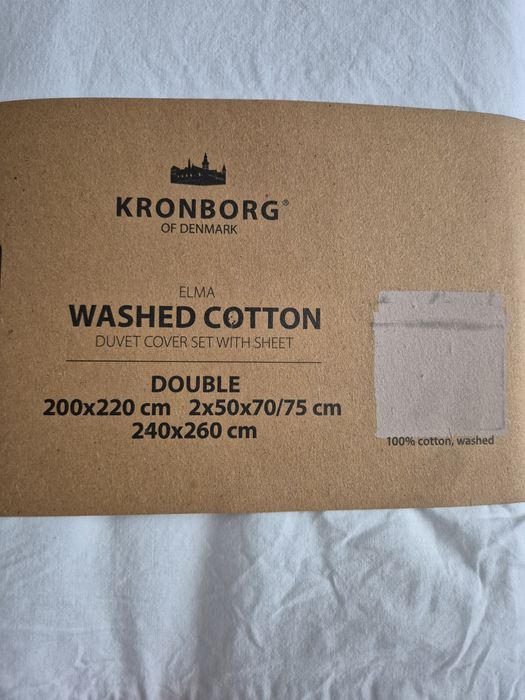 KRONBORG®
OF DENMARK
ELMA
WASHED COTTON
DUVET COVER SET WITH SHEET
DOUBLE
200x220 cm 2x50x70/75 cm
240x260 cm
100% cotton, washed